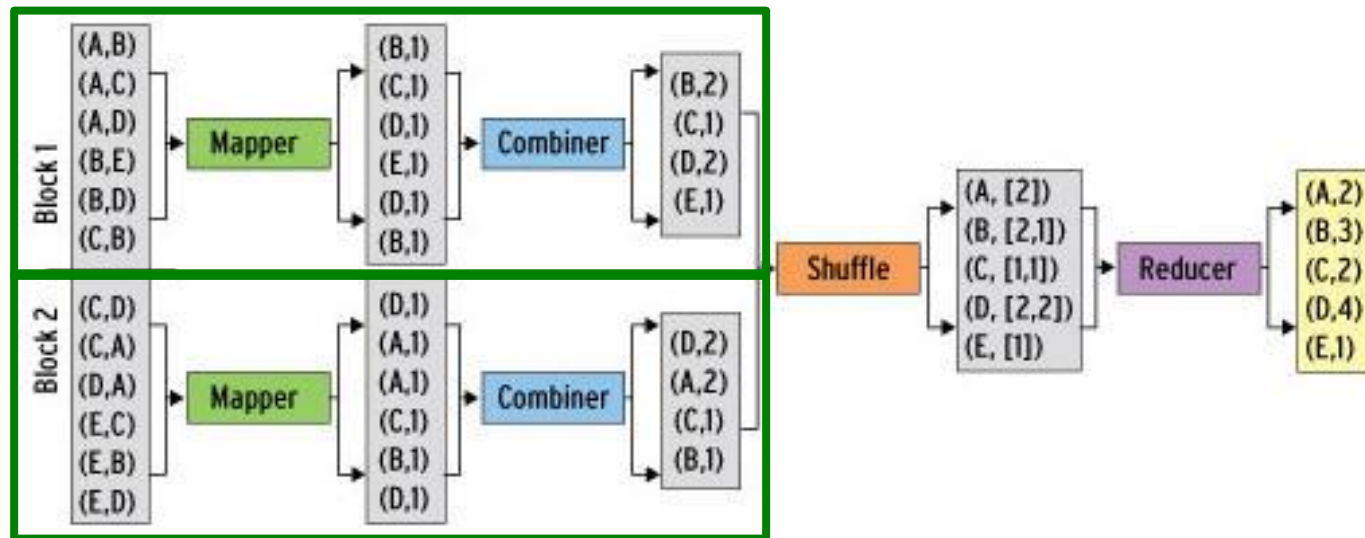 Block 1
(A,B)
(A,C)
(A,D)
(B,E)
(B,D)
(C,B)
Mapper
(B,1)
(C,1)
(D,1)
(E,1)
(D,1)
(B,1)
Combiner
(B,2)
(C,1)
(D,2)
(E,1)
Block 2
(C,D)
(C,A)
(D,A)
(E,C)
(E,B)
(E,D)
Mapper
(D,1)
(A,1)
(A,1)
(C,1)
(B,1)
(D,1)
Combiner
(D,2)
(A,2)
(C,1)
(B,1)
Shuffle
(A, [2])
(B, [2,1])
(C, [1,1])
(D, [2,2])
(E, [1])
Reducer
(A,2)
(B,3)
(C,2)
(D,4)
(E,1)